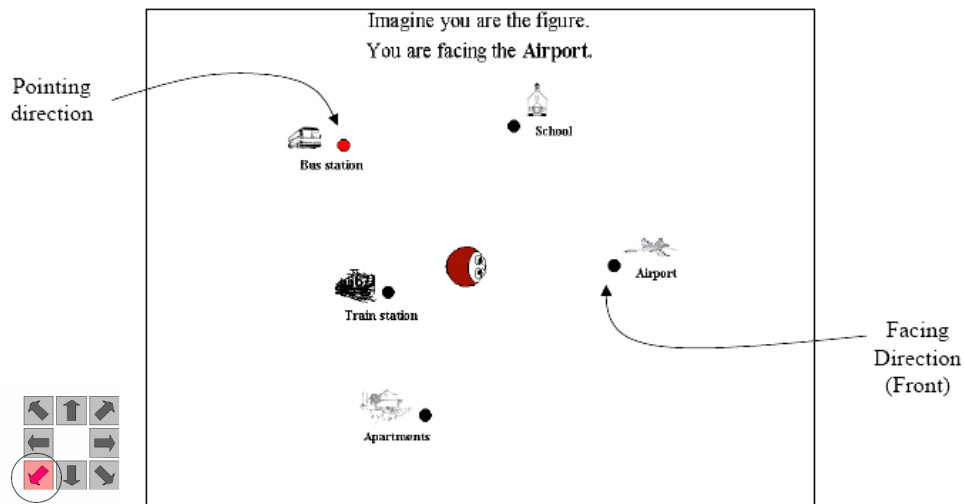 Imagine you are the figure.
You are facing the Airport.
Pointing
direction
School
Bus station
Airport
Train station
Facing
Direction
(Front)
Apartments